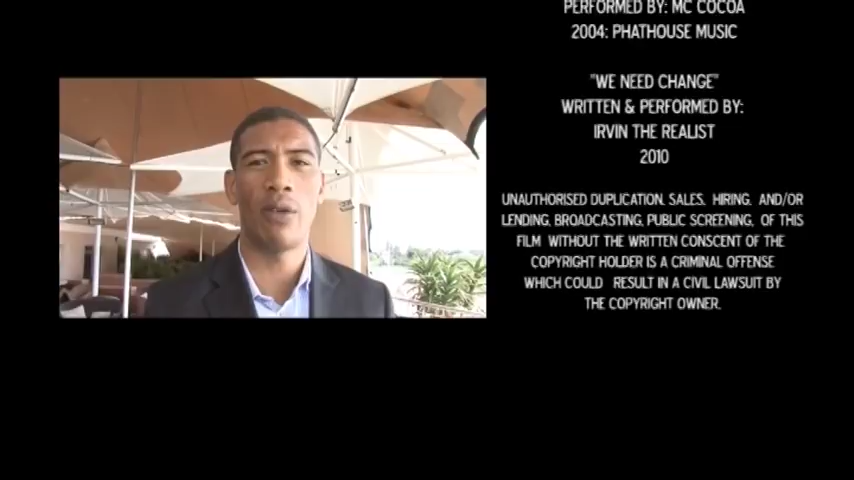 PERFORMED BY: MC COCOA
2004: PHATHOUSE MUSIC
"WE NEED CHANGE"
WRITTEN & PERFORMED BY:
IRVIN THE REALIST
2010
UNAUTHORISED DUPLICATION, SALES, HIRING, AND/OR
LENDING, BROADCASTING, PUBLIC SCREENING, OF THIS
FILM WITHOUT THE WRITTEN CONSCENT OF THE
COPYRIGHT HOLDER IS A CRIMINAL OFFENSE
WHICH COULD RESULT IN A CIVIL LAWSUIT BY
THE COPYRIGHT OWNER.